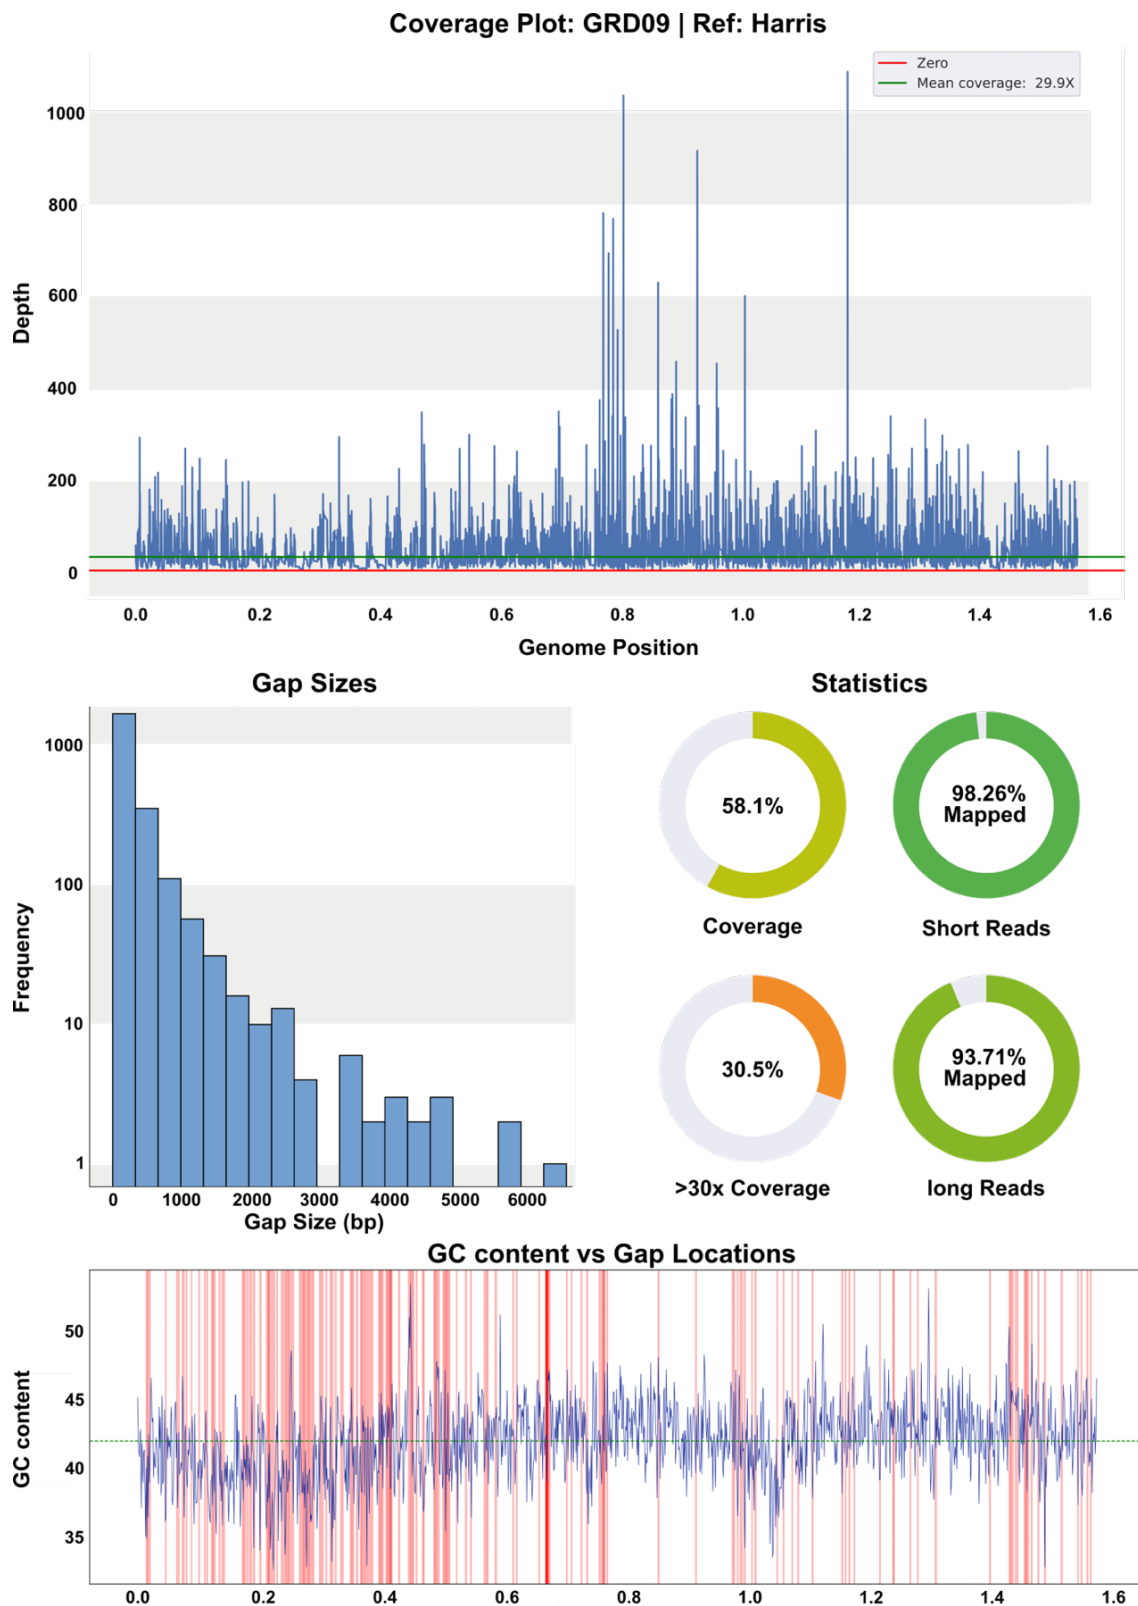 Coverage Plot: GRD09 | Ref: Harris
Zero
Mean coverage: 29.9X
1000
800
600
400
200
0
Depth
0.0 0.2 0.4 0.6 0.8 1.0 1.2 1.4 1.6
Genome Position
Gap Sizes
1000
100
10
1
Frequency
0 1000 2000 3000 4000 5000 6000
Gap Size (bp)
Statistics
58.1%
Coverage
98.26%
Mapped
Short Reads
30.5%
>30x Coverage
93.71%
Mapped
long Reads
GC content vs Gap Locations
50
45
40
35
GC content
0.0 0.2 0.4 0.6 0.8 1.0 1.2 1.4 1.6